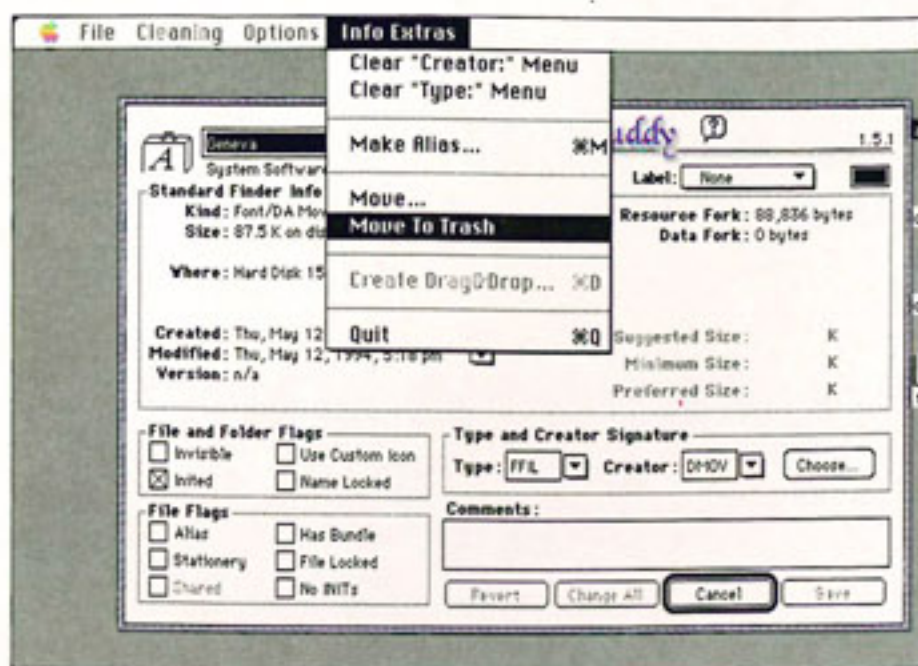 File Cleaning Options Info Extras
Clear "Creator:" Menu
Clear "Type:" Menu
Make Alias... ⌘M
Move...
Move To Trash
Create Drag&Drop... ⌘D
Quit ⌘Q
uddy
1.5.1
Geneva
System Software
Label: None
Standard Finder Info
Kind: Font/DA Mov
Size: 87.5 K on dis
Where: Hard Disk 15
Created: Thu, May 12
Modified: Thu, May 12, 1994, 5:18 pm
Version: n/a
Resource Fork: 88,836 bytes
Data Fork: 0 bytes
Suggested Size: K
Minimum Size: K
Preferred Size: K
File and Folder Flags
Invisible Use Custom Icon
Inited Name Locked
File Flags
Alias Has Bundle
Stationery File Locked
Shared No INITs
Type and Creator Signature
Type: FFIL Creator: DMOV Choose...
Comments:
Revert Change All Cancel Save